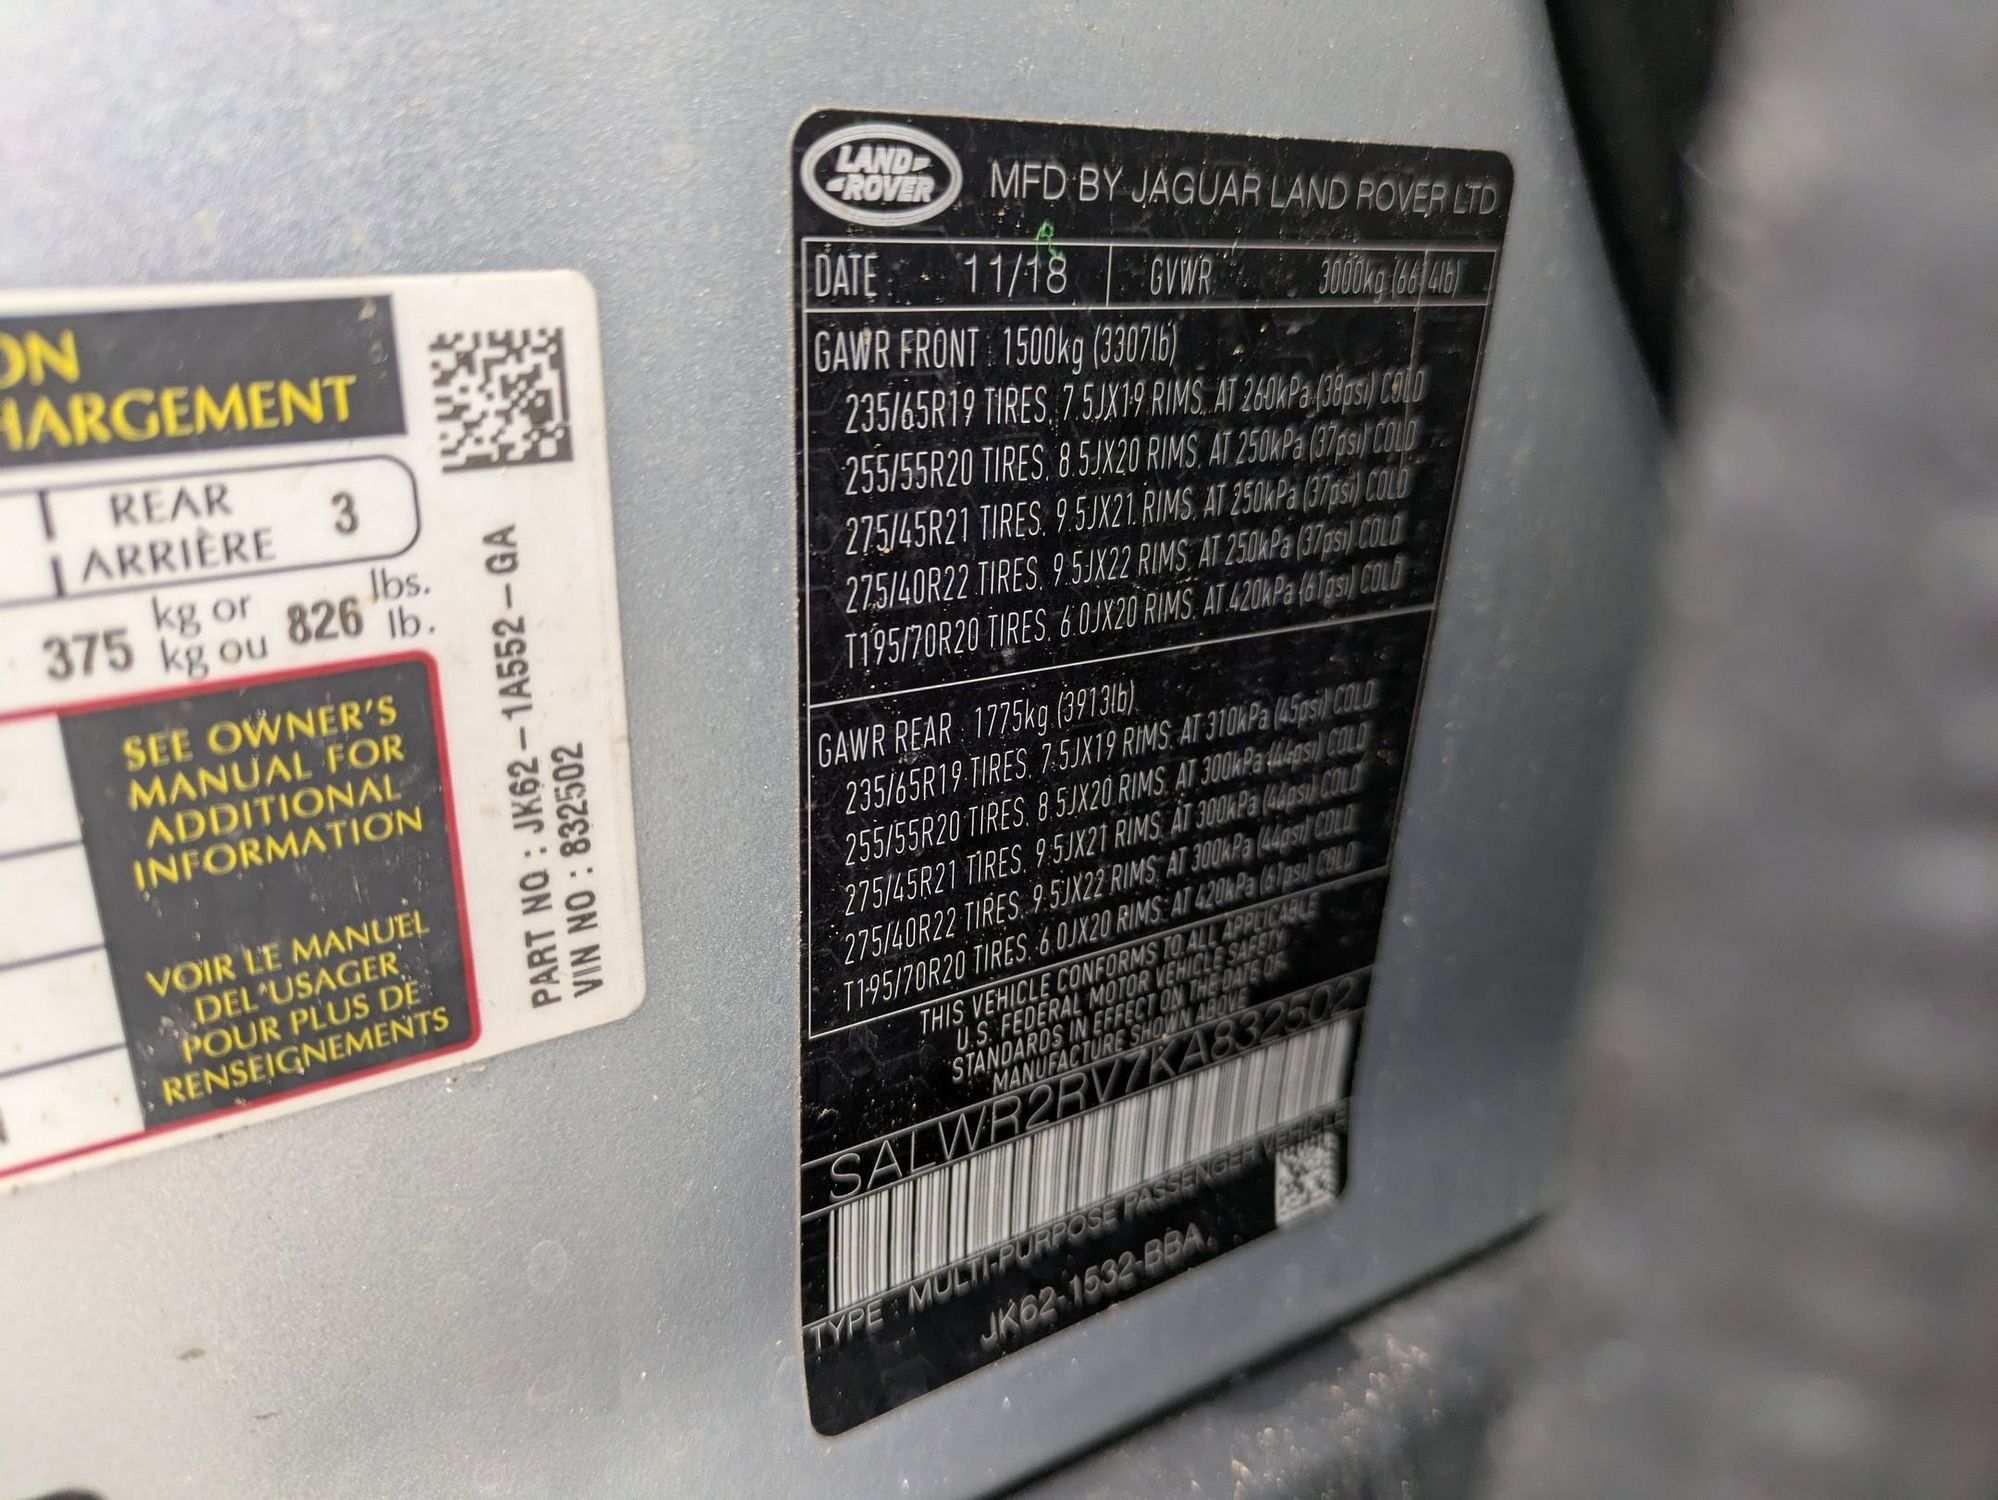 ON
HARGEMENT
REAR
ARRIÈRE
3
375 kg or 826 lbs.
kg ou lb.
SEE OWNER'S
MANUAL FOR
ADDITIONAL
INFORMATION
VOIR LE MANUEL
DEL'USAGER
POUR PLUS DE
RENSEIGNEMENTS
PART NO : JK62-1A552-GA
VIN NO : 832502
LAND
ROVER
MFD BY JAGUAR LAND ROVER LTD
DATE : 11/18 GVWR 3000kg
GAWR FRONT : 1500kg (3307lb)
235/65R19 TIRES, 7.5JX19 RIMS, AT 260kPa (38psi) COLD
255/55R20 TIRES, 8.5JX20 RIMS, AT 250kPa (37psi) COLD
275/45R21 TIRES, 9.5JX21 RIMS, AT 250kPa (37psi) COLD
275/40R22 TIRES, 9.5JX22 RIMS, AT 250kPa (37psi) COLD
T195/70R20 TIRES, 6.0JX20 RIMS, AT 420kPa (61psi) COLD
GAWR REAR : 1775kg (3913lb)
235/65R19 TIRES, 7.5JX19 RIMS, AT 310kPa (45psi) COLD
255/55R20 TIRES, 8.5JX20 RIMS, AT 300kPa (44psi) COLD
275/45R21 TIRES, 9.5JX21 RIMS, AT 300kPa (44psi) COLD
275/40R22 TIRES, 9.5JX22 RIMS, AT 300kPa (44psi) COLD
T195/70R20 TIRES, 6.0JX20 RIMS, AT 420kPa (61psi) COLD
THIS VEHICLE CONFORMS TO ALL APPLICABLE
U.S. FEDERAL MOTOR VEHICLE SAFETY
STANDARDS IN EFFECT ON THE DATE OF
MANUFACTURE SHOWN ABOVE
SALWR2RV7KA832502
TYPE : MULTI-PURPOSE PASSENGER VEHICLE
JK62-1532-BBA